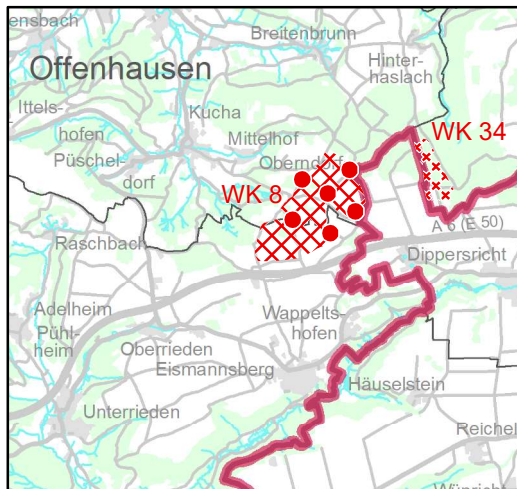 ensbach
Breitenbrunn
Hinter-
haslach
Offenhausen
Ittels-
hofen
Kucha
Mittelhof
WK 34
Püschel-
dorf
Oberndorf
WK 8
Raschbach
A 6 (E 50)
Dippersricht
Adelheim
Pühl-
heim
Wappelts-
hofen
Oberrieden
Eismannsberg
Häuselstein
Unterrieden
Reichel
Wünricht